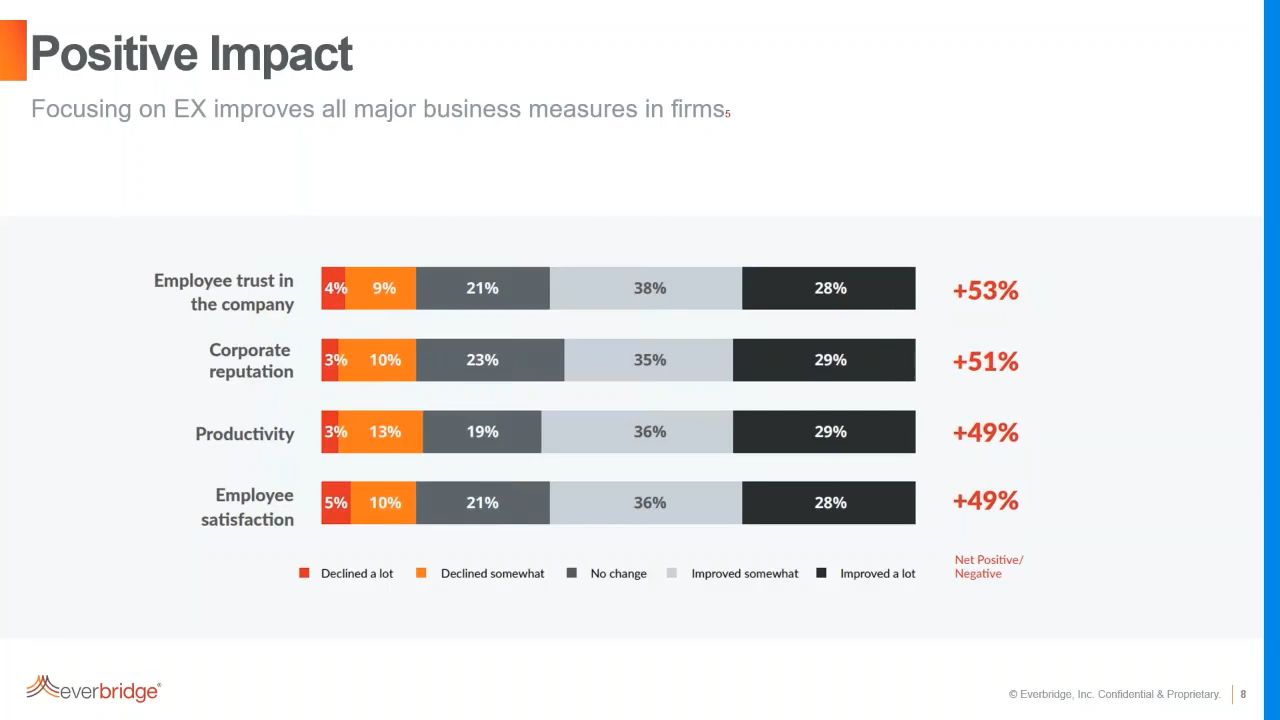 Positive Impact
Focusing on EX improves all major business measures in firms5
Employee trust in
the company
4% 9% 21% 38% 28% +53%
Corporate
reputation
3% 10% 23% 35% 29% +51%
Productivity 3% 13% 19% 36% 29% +49%
Employee
satisfaction
5% 10% 21% 36% 28% +49%
Declined a lot Declined somewhat No change Improved somewhat Improved a lot
Net Positive/
Negative
everbridge®
© Everbridge, Inc. Confidential & Proprietary. 8